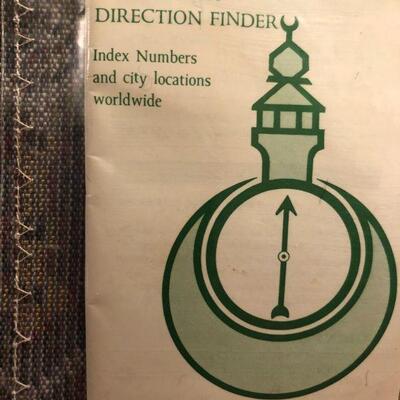 DIRECTION FINDER
Index Numbers
and city locations
worldwide